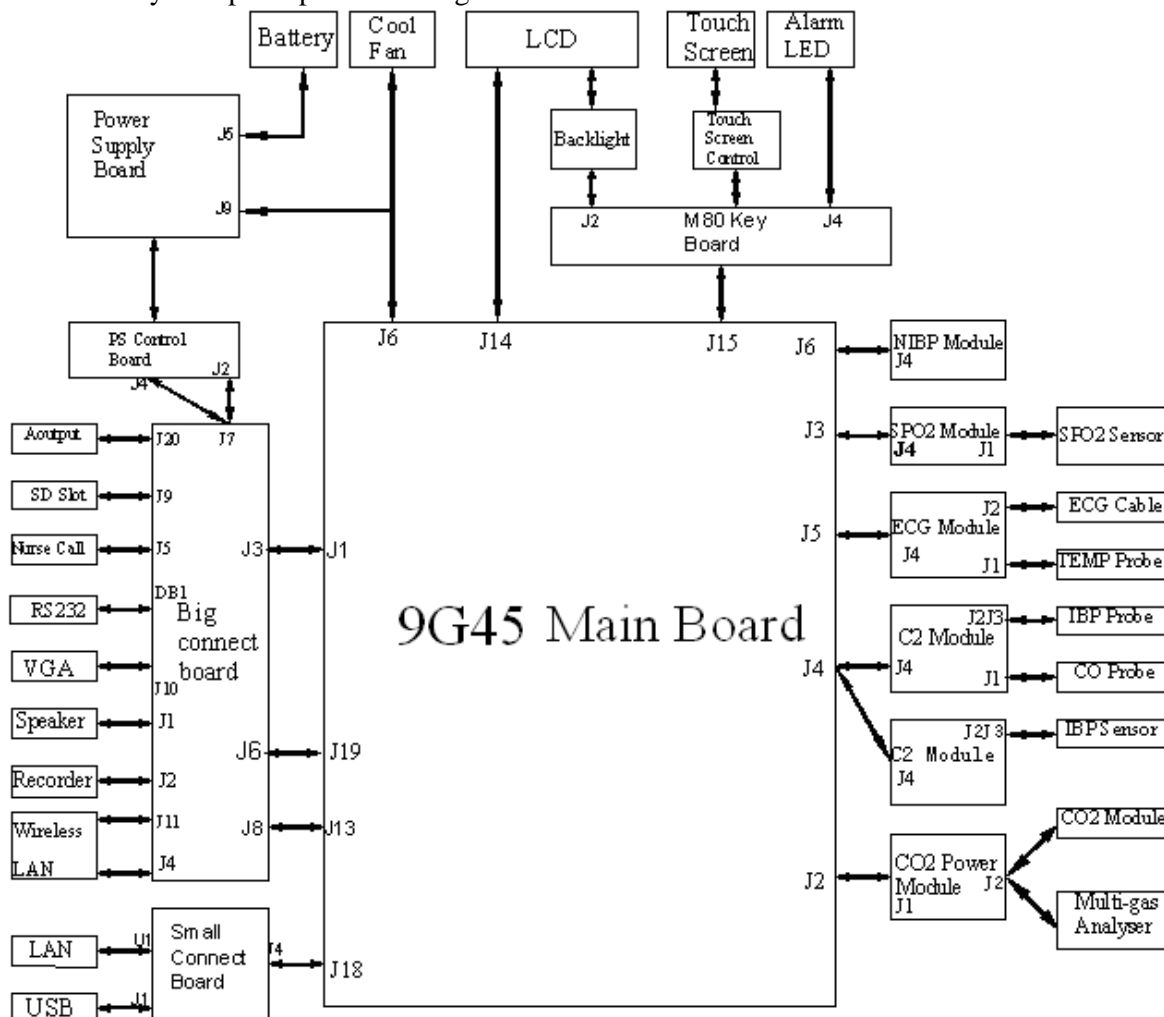 Battery
Cool
Fan
LCD
Touch
Screen
Alarm
LED
Power
Supply
Board
J5
J9
Backlight
Touch
Screen
Control
J2
M80 Key
Board
J4
PS Control
Board
J4
J2
J6
J14
J15
J6
NIBP Module
J4
Aoutput
J20
J7
J3
SPO2 Module
J4
J1
SPO2 Sensor
SD Slot
J9
J5
ECG Module
J4
J2
J1
ECG Cable
TEMP Probe
Nurse Call
J5
J3
J1
RS232
DB1
Big
connect
board
9G45 Main Board
J4
C2 Module
J4
J2J3
J1
IBP Probe
CO Probe
VGA
J10
Speaker
J1
J6
J19
C2 Module
J4
J2J3
IBPSensor
Recorder
J2
Wireless
LAN
J11
J4
J8
J13
J2
CO2 Power
Module
J1
J2
CO2 Module
Multi-gas
Analyser
LAN
U1
Small
Connect
Board
J4
J18
USB
J1